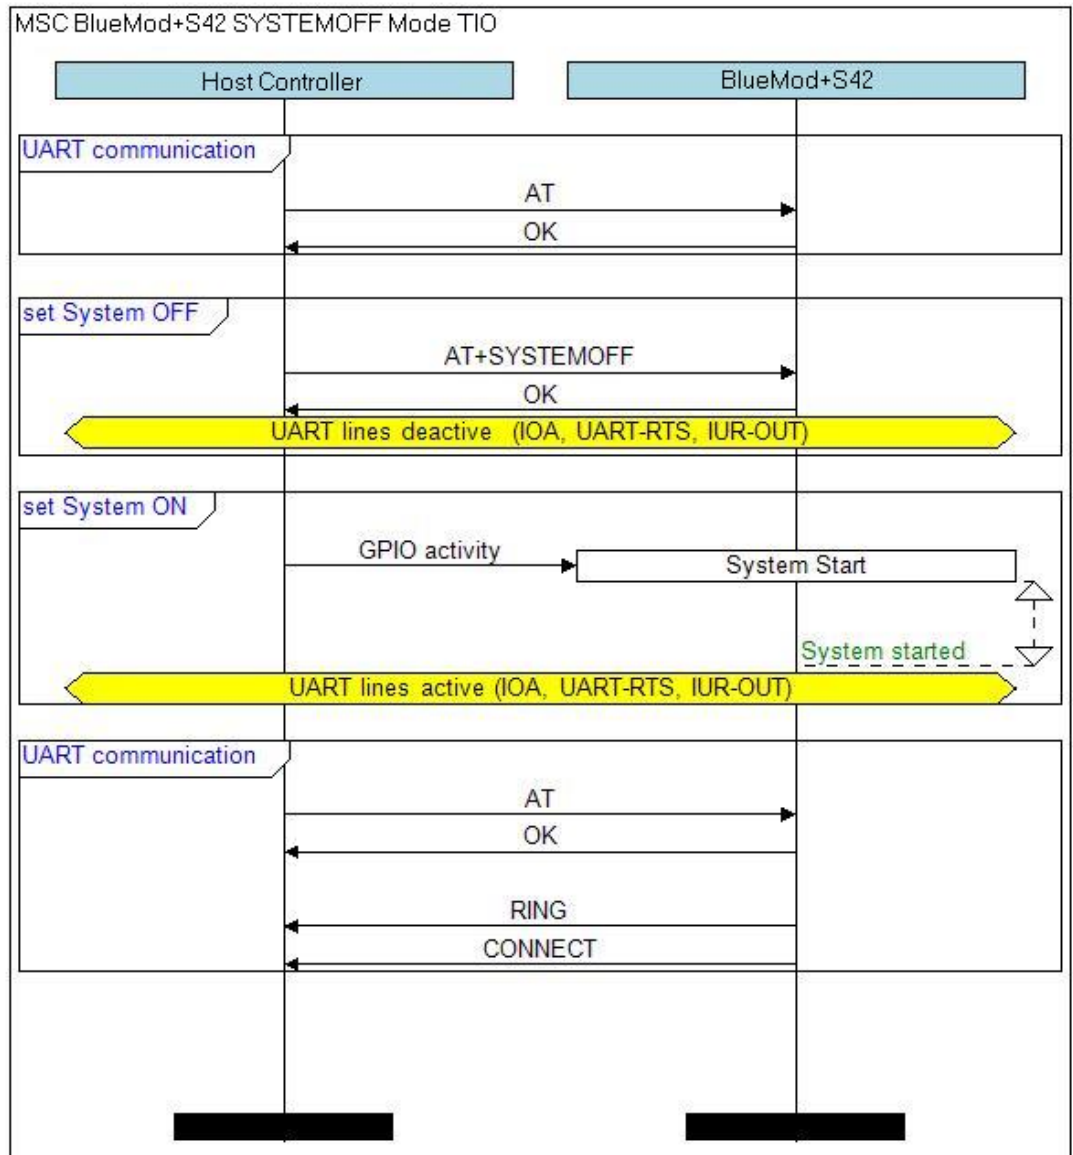 MSC BlueMod+S42 SYSTEMOFF Mode TIO
Host Controller
BlueMod+S42
UART communication
AT
OK
set System OFF
AT+SYSTEMOFF
OK
UART lines deactive (IOA, UART-RTS, IUR-OUT)
set System ON
GPIO activity
System Start
System started
UART lines active (IOA, UART-RTS, IUR-OUT)
UART communication
AT
OK
RING
CONNECT